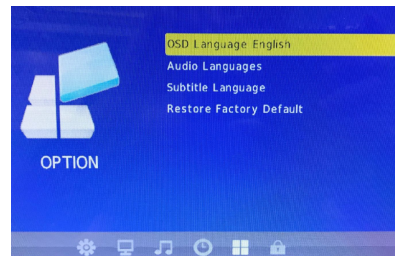 OSD Language English
Audio Languages
Subtitle Language
Restore Factory Default
OPTION